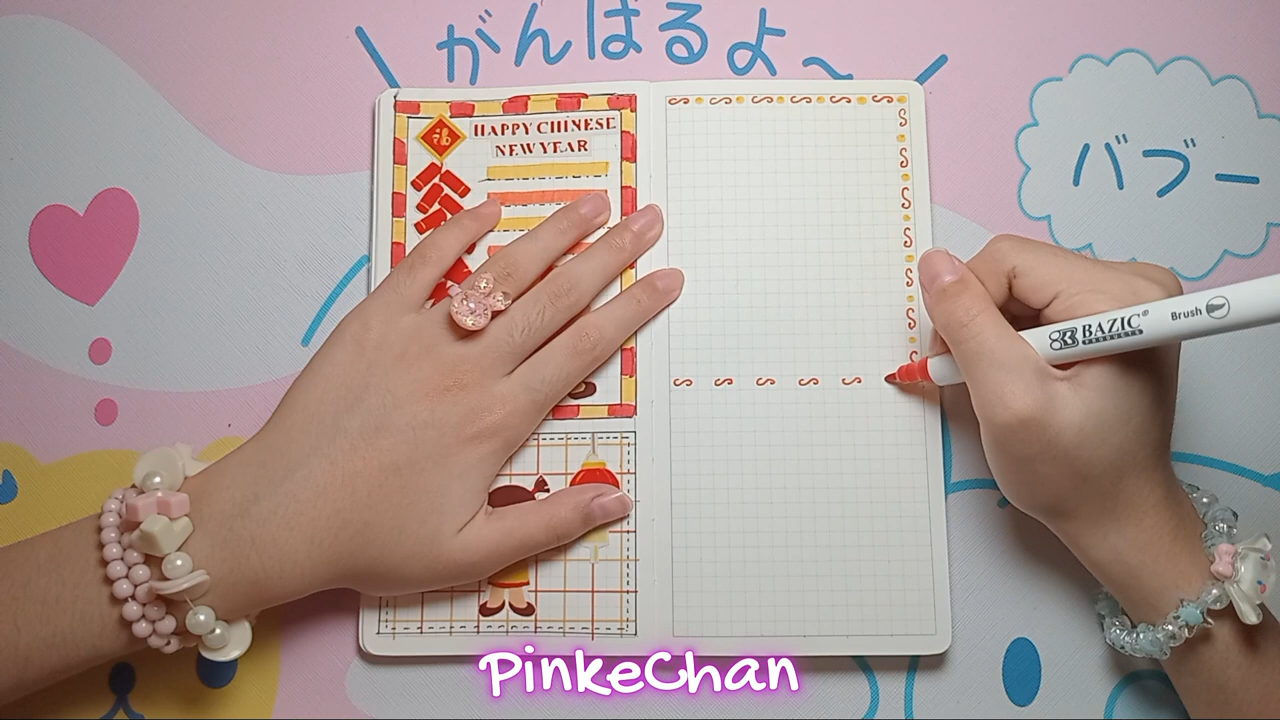 がんばるよ～
バブー
福
HAPPY CHINESE
NEW YEAR
BAZIC®
PRODUCTS
Brush
PinkeChan